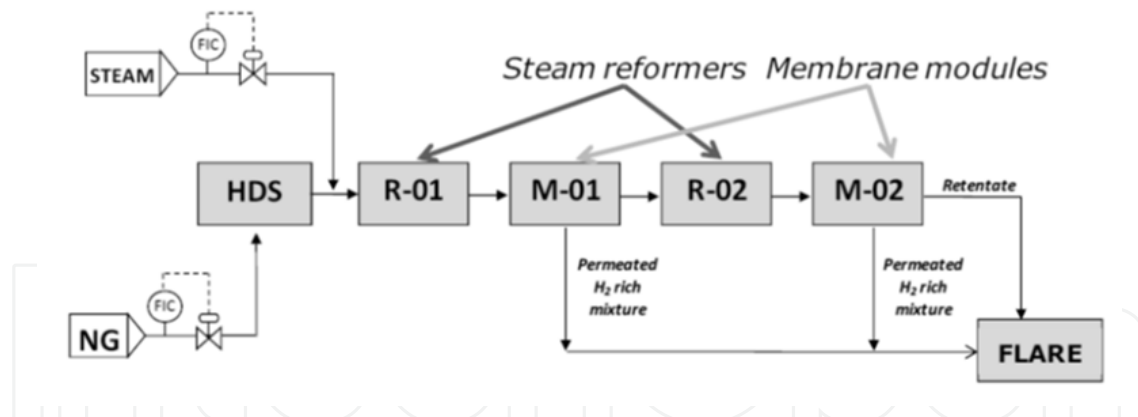 FIC
STEAM
Steam reformers Membrane modules
HDS
R-01
M-01
R-02
M-02
Retentate
Permeated
H₂ rich
mixture
Permeated
H₂ rich
mixture
FIC
NG
FLARE